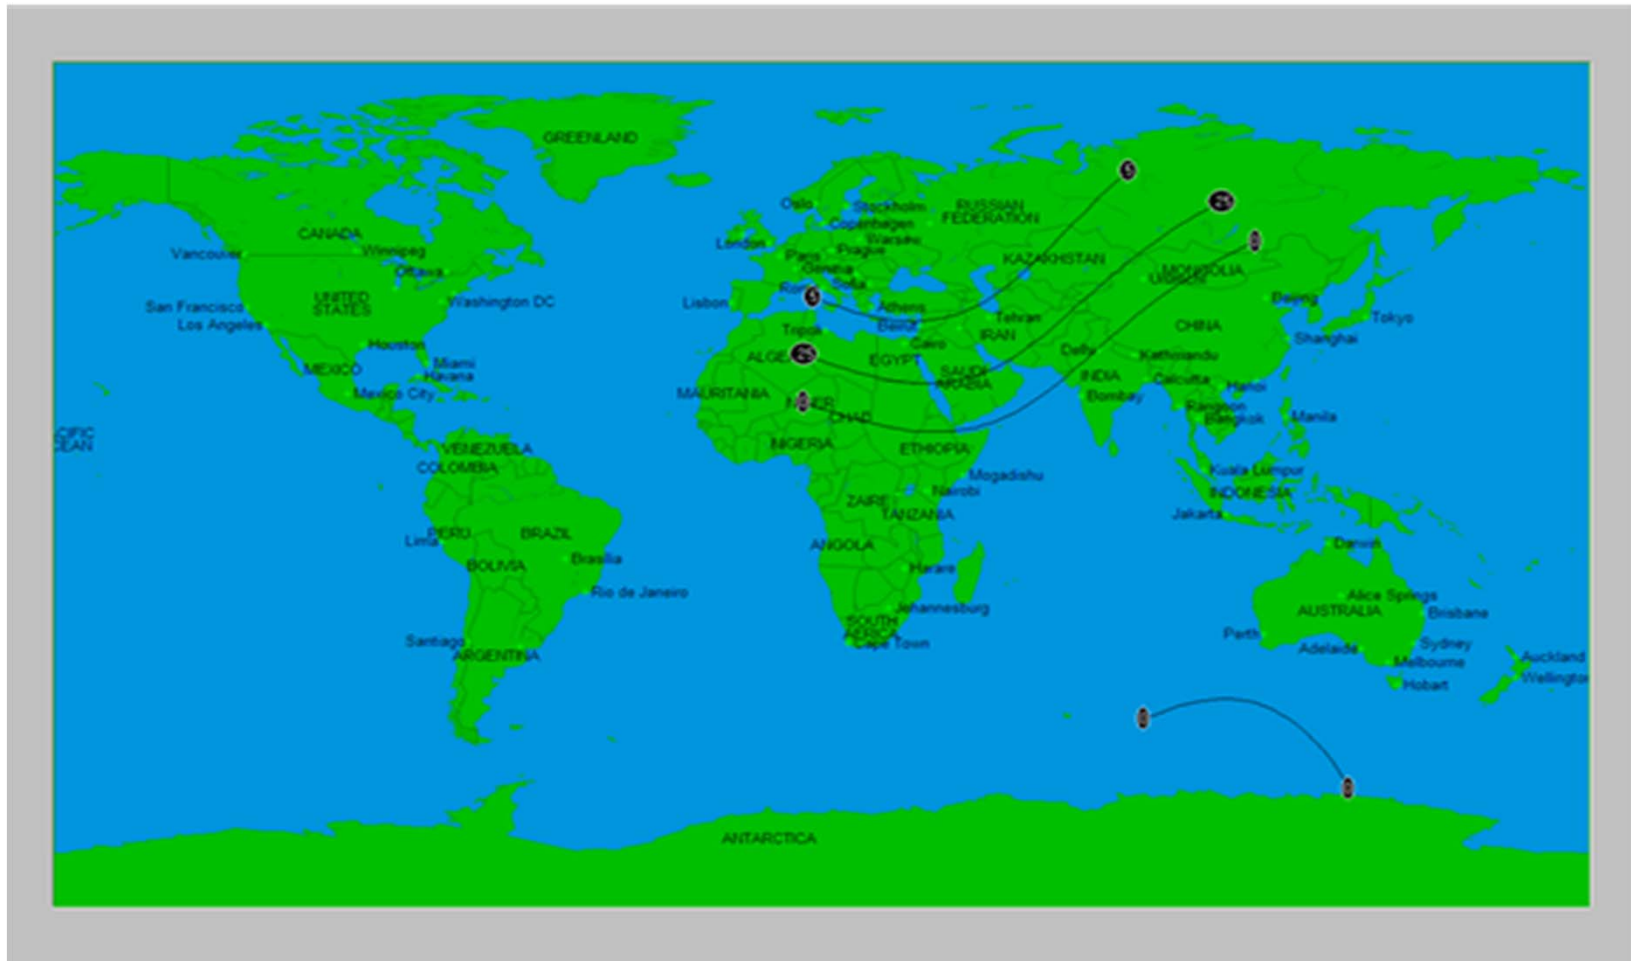 GREENLAND
Oslo
Stockholm
RUSSIAN
FEDERATION
Copenhagen
CANADA
Warsaw
London
Vancouver
Winnipeg
Prague
Paris
KAZAKHSTAN
Geneva
MONGOLIA
Ottawa
Sofia
UNITED
STATES
Washington DC
Lisbon
Beijing
San Francisco
Athens
Los Angeles
Beirut
Tehran
Tokyo
CHINA
IRAN
Shanghai
Houston
Cairo
Delhi
Kathmandu
EGYPT
Miami
MEXICO
Havana
SAUDI
ARABIA
INDIA
Calcutta
Hanoi
Mexico City
MAURITANIA
Bombay
CHAD
Bangkok
Manila
NIGERIA
ETHIOPIA
VENEZUELA
COLOMBIA
Kuala Lumpur
Mogadishu
Nairobi
INDONESIA
ZAIRE
TANZANIA
Jakarta
PERU
Lima
BRAZIL
ANGOLA
Darwin
Brasilia
BOLIVIA
Harare
Rio de Janeiro
Alice Springs
Johannesburg
AUSTRALIA
Brisbane
SOUTH
AFRICA
Perth
Cape Town
Santiago
Sydney
Adelaide
ARGENTINA
Auckland
Melbourne
Wellington
Hobart
ANTARCTICA